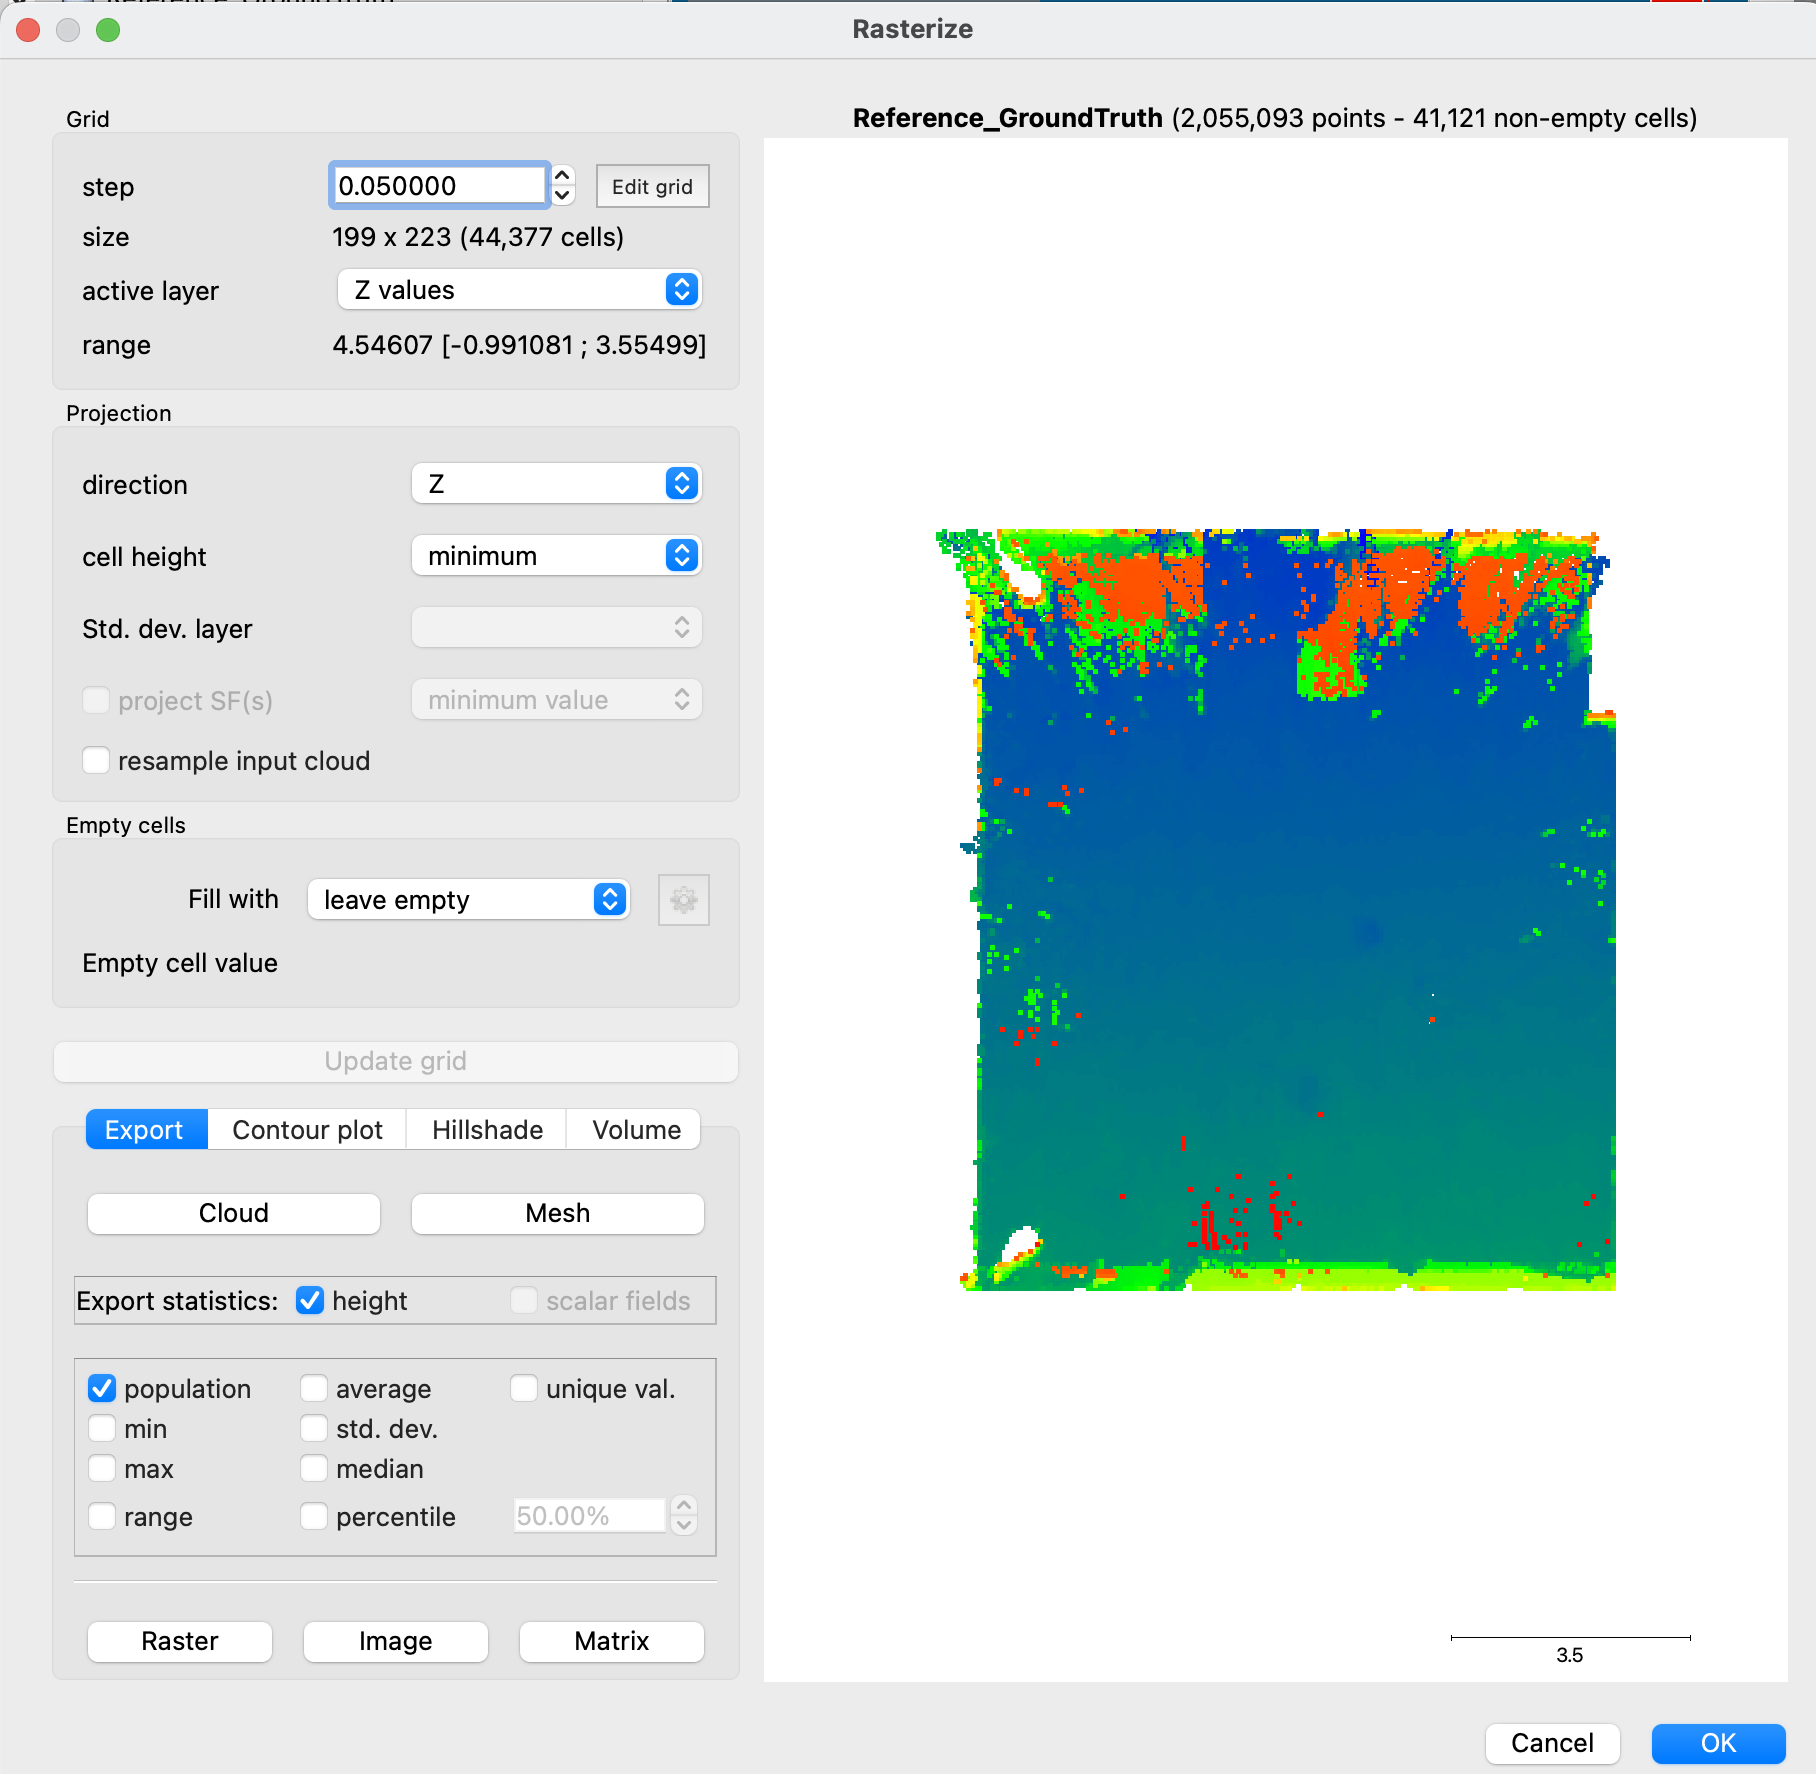 Rasterize
Grid
step 0.050000 Edit grid
size 199 x 223 (44,377 cells)
active layer Z values
range 4.54607 [-0.991081 ; 3.55499]
Projection
direction Z
cell height minimum
Std. dev. layer
project SF(s) minimum value
resample input cloud
Empty cells
Fill with leave empty
Empty cell value
Update grid
Export Contour plot Hillshade Volume
Cloud Mesh
Export statistics: height scalar fields
population average unique val.
min std. dev.
max median
range percentile 50.00%
Raster Image Matrix
Reference_GroundTruth (2,055,093 points - 41,121 non-empty cells)
3.5
Cancel OK